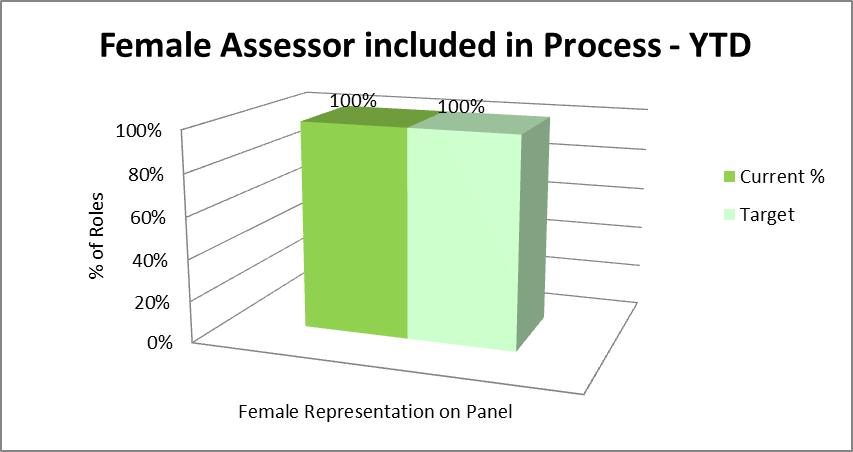 Female Assessor included in Process - YTD
100%
100%
100%
80%
60%
40%
20%
0%
% of Roles
Current %
Target
Female Representation on Panel